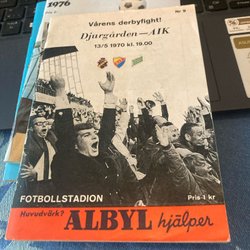 1976
Nr 9
Vårens derbyfight!
Djurgården—AIK
13/5 1970 kl. 19.00
FOTBOLLSTADION
Pris 1 kr
Huvudvärk?
ALBYL hjälper